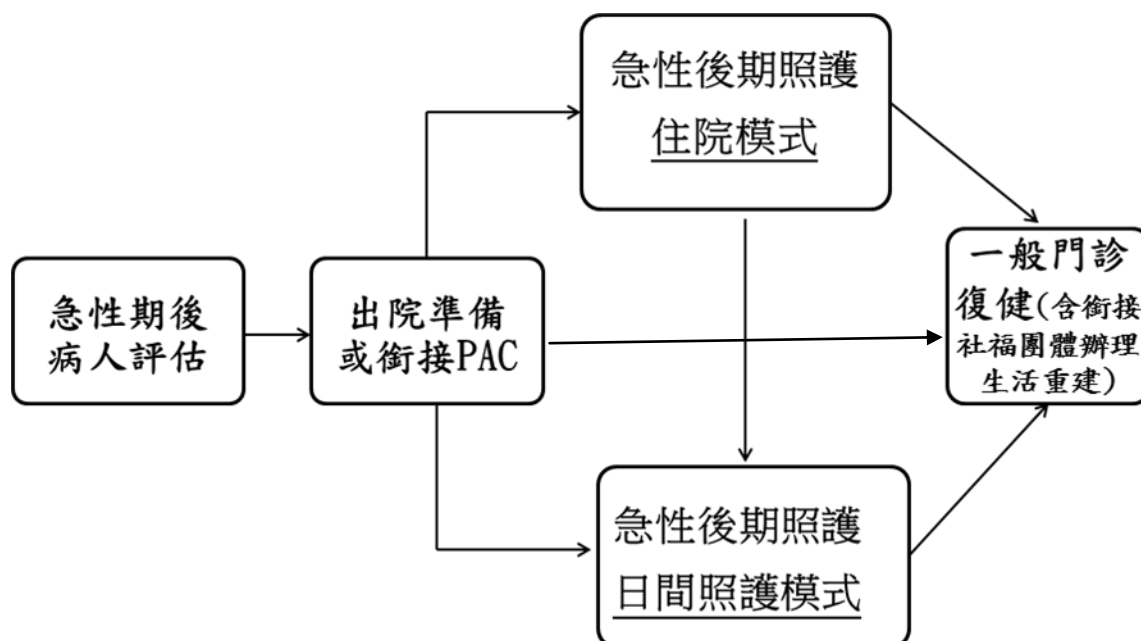 急性後期照護
住院模式
急性期後
病人評估
出院準備
或銜接PAC
一般門診
復健(含銜接
社福團體辦理
生活重建)
急性後期照護
日間照護模式